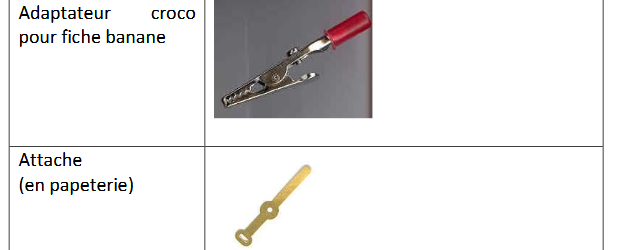 Adaptateur croco
pour fiche banane
Attache
(en papeterie)